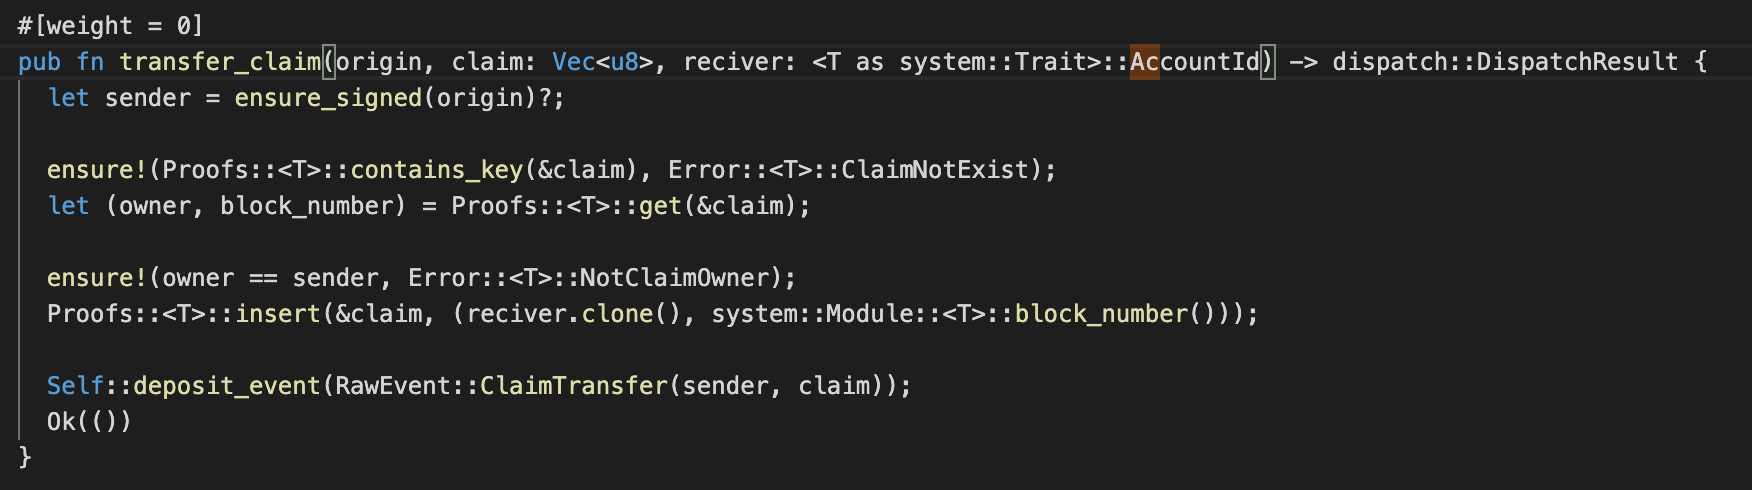 #[weight = 0]
pub fn transfer_claim(origin, claim: Vec<u8>, reciver: <T as system::Trait>::AccountId) -> dispatch::DispatchResult {
let sender = ensure_signed(origin)?;
ensure!(Proofs::<T>::contains_key(&claim), Error::<T>::ClaimNotExist);
let (owner, block_number) = Proofs::<T>::get(&claim);
ensure!(owner == sender, Error::<T>::NotClaimOwner);
Proofs::<T>::insert(&claim, (reciver.clone(), system::Module::<T>::block_number()));
Self::deposit_event(RawEvent::ClaimTransfer(sender, claim));
Ok(())
}